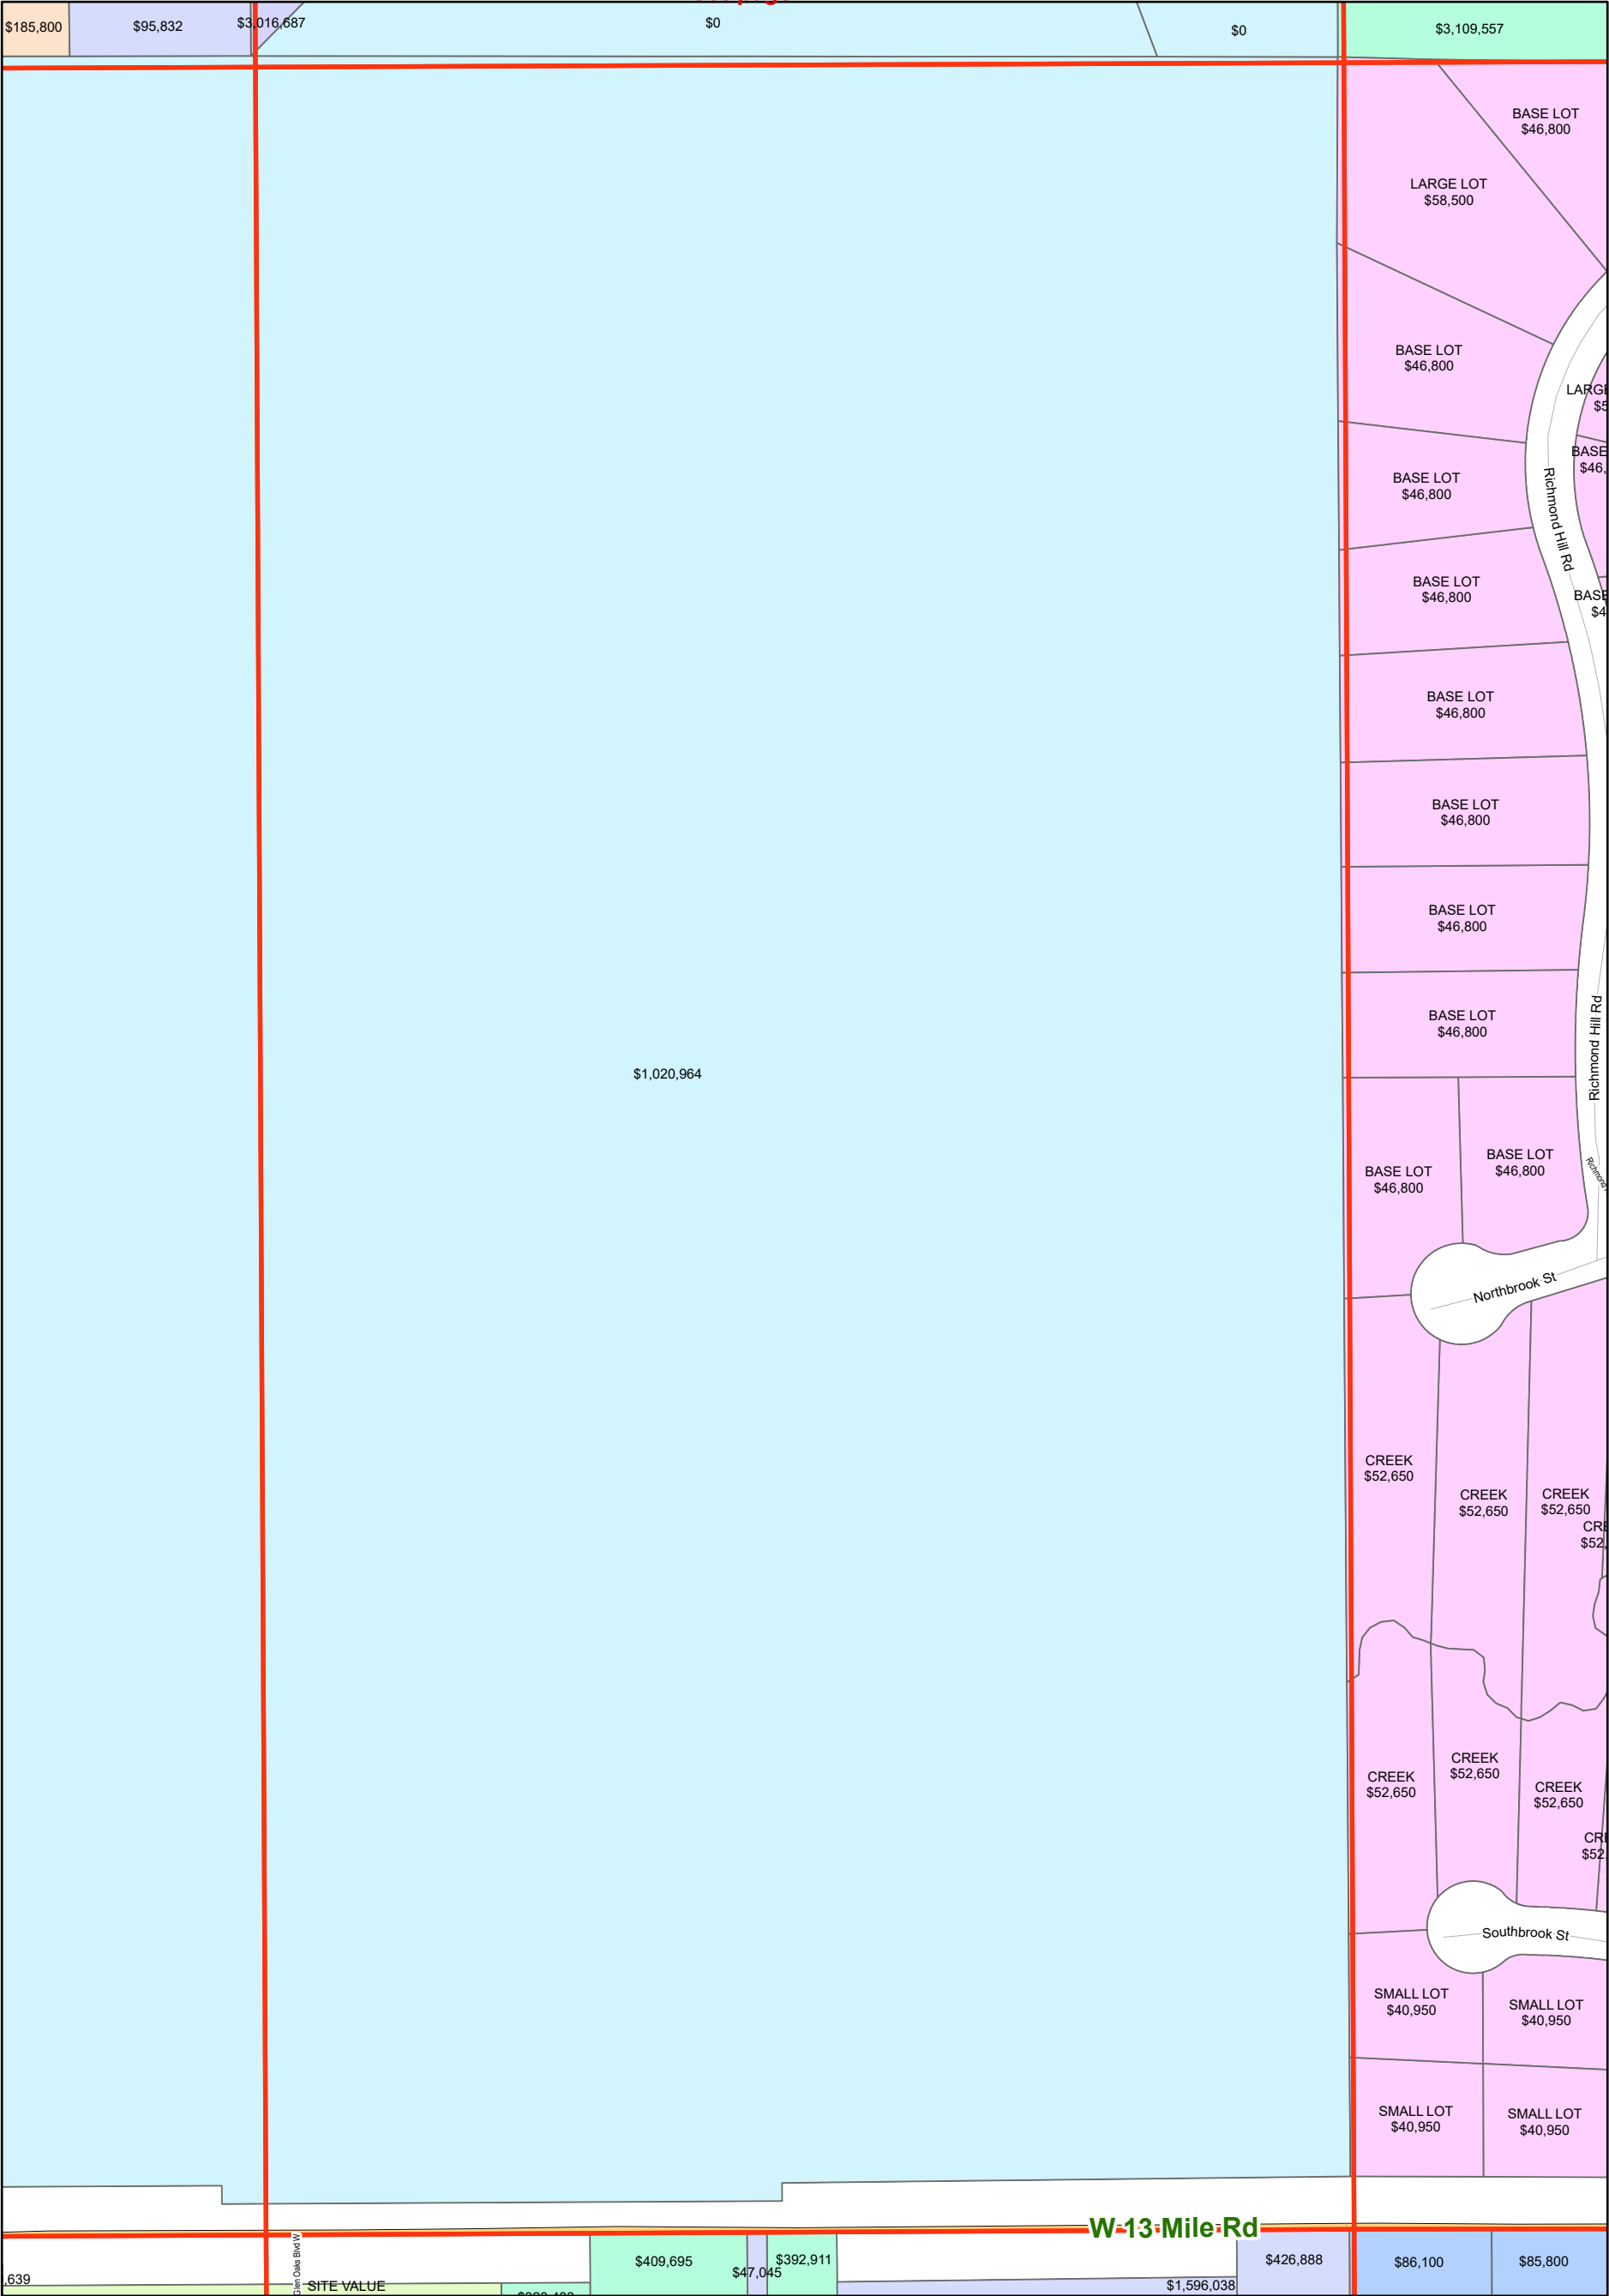 $185,800
$95,832
$3,016,687
$0
$0
$3,109,557
BASE LOT
$46,800
LARGE LOT
$58,500
BASE LOT
$46,800
BASE LOT
$46,800
Richmond Hill Rd
BASE
BASE LOT
$46,800
BASE LOT
$46,800
BASE LOT
$46,800
BASE LOT
$46,800
BASE LOT
$46,800
Richmond Hill Rd
$1,020,964
BASE LOT
$46,800
BASE LOT
$46,800
Richmond
Northbrook St
CREEK
$52,650
CREEK
$52,650
CREEK
$52,650
CREEK
$52,650
CREEK
$52,650
CREEK
$52,650
Southbrook St
SMALL LOT
$40,950
SMALL LOT
$40,950
SMALL LOT
$40,950
SMALL LOT
$40,950
W 13 Mile Rd
Glen Oaks Blvd W
$409,695
$47,045
$392,911
$426,888
$86,100
$85,800
,639
SITE VALUE
$1,596,038